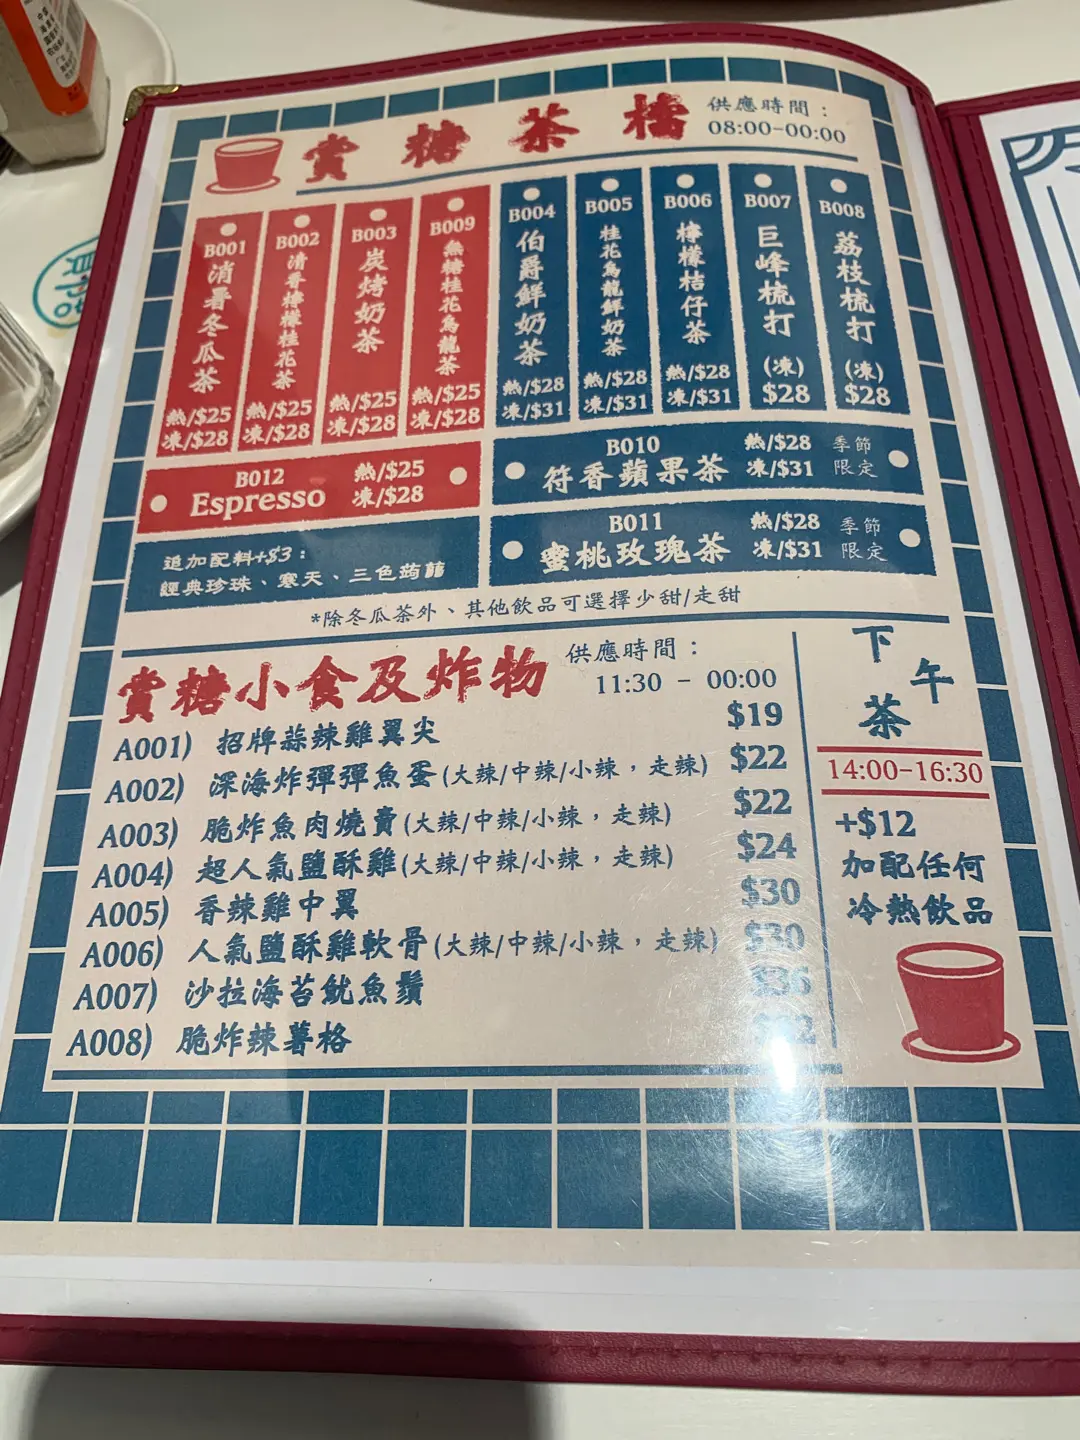 賞糖茶檔
供應時間：
08:00-00:00
B001
消暑冬瓜茶
熱/$25
凍/$28
B002
清香檸檬桂花茶
熱/$25
凍/$28
B003
炭烤奶茶
熱/$25
凍/$28
B009
無糖桂花烏龍茶
熱/$25
凍/$28
B004
伯爵鮮奶茶
熱/$28
凍/$31
B005
桂花烏龍鮮奶茶
熱/$28
凍/$31
B006
檸檬桔仔茶
熱/$28
凍/$31
B007
巨峰梳打
(凍)
$28
B008
荔枝梳打
(凍)
$28
B012
Espresso
熱/$25
凍/$28
B010
符香蘋果茶
熱/$28
凍/$31
季節
限定
B011
蜜桃玫瑰茶
熱/$28
凍/$31
季節
限定
追加配料+$3：
經典珍珠、寒天、三色蒟蒻
*除冬瓜茶外、其他飲品可選擇少甜/走甜
賞糖小食及炸物
供應時間：
11:30 - 00:00
A001) 招牌蒜辣雞翼尖 $19
A002) 深海炸彈彈魚蛋(大辣/中辣/小辣，走辣) $22
A003) 脆炸魚肉燒賣(大辣/中辣/小辣，走辣) $22
A004) 超人氣鹽酥雞(大辣/中辣/小辣，走辣) $24
A005) 香辣雞中翼 $30
A006) 人氣鹽酥雞軟骨(大辣/中辣/小辣，走辣) $30
A007) 沙拉海苔魷魚鬚 $36
A008) 脆炸辣薯格
下午茶
14:00-16:30
+$12
加配任何
冷熱飲品